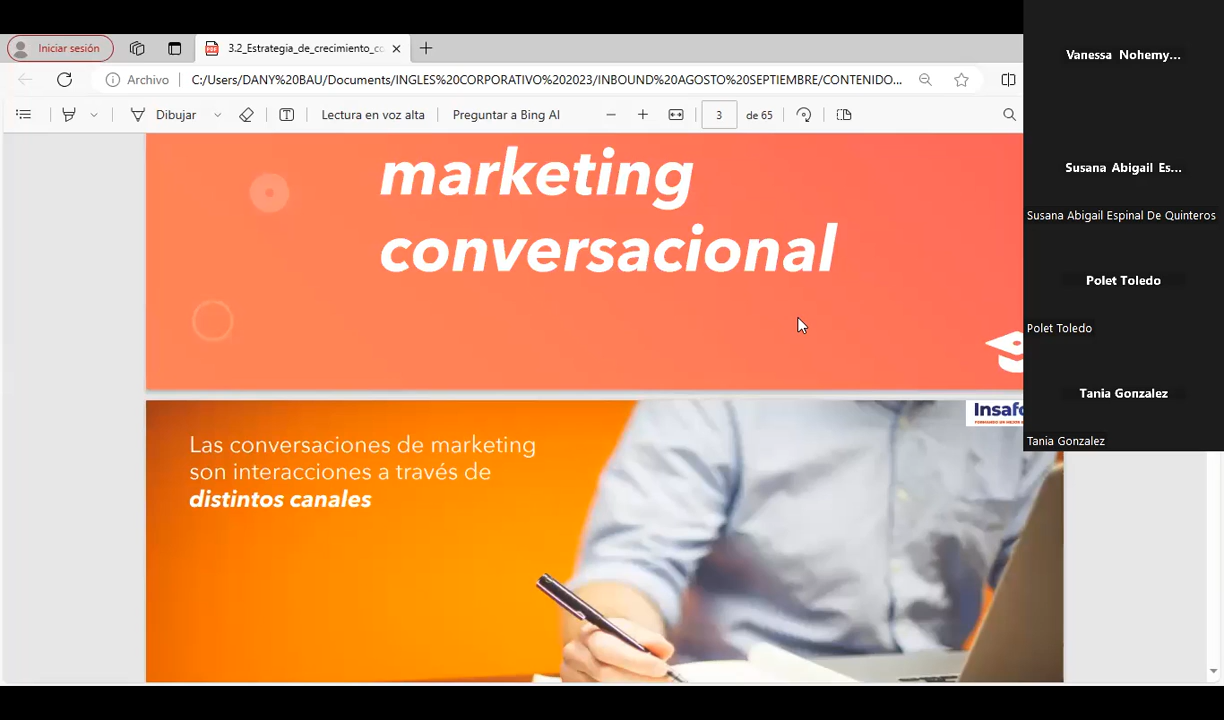 Iniciar sesión
3.2_Estrategia_de_crecimiento_cc
Archivo
C:/Users/DANY%20BAU/Documents/INGLES%20CORPORATIVO%202023/INBOUND%20AGOSTO%20SEPTIEMBRE/CONTENIDO...
Dibujar
Lectura en voz alta
Preguntar a Bing AI
3
de 65
marketing
conversacional
Las conversaciones de marketing
son interacciones a través de
distintos canales
Insafo
Vanessa Nohemy...
Susana Abigail Es...
Susana Abigail Espinal De Quinteros
Polet Toledo
Polet Toledo
Tania Gonzalez
Tania Gonzalez